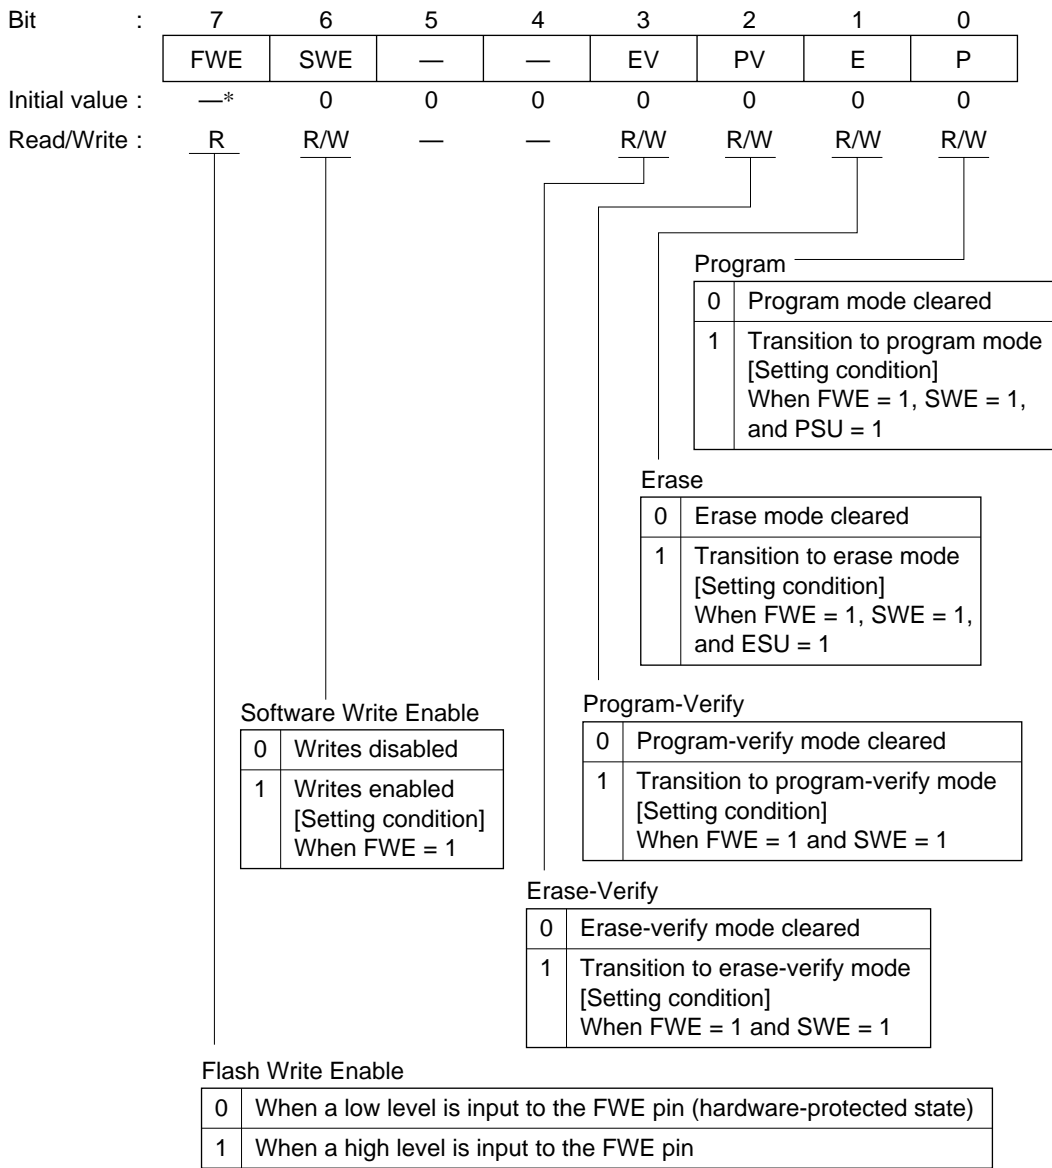 Bit : 7 6 5 4 3 2 1 0
FWE SWE — — EV PV E P
Initial value : —* 0 0 0 0 0 0 0
Read/Write : R R/W — — R/W R/W R/W R/W
Program
0 Program mode cleared
1 Transition to program mode
[Setting condition]
When FWE = 1, SWE = 1,
and PSU = 1
Erase
0 Erase mode cleared
1 Transition to erase mode
[Setting condition]
When FWE = 1, SWE = 1,
and ESU = 1
Program-Verify
0 Program-verify mode cleared
1 Transition to program-verify mode
[Setting condition]
When FWE = 1 and SWE = 1
Software Write Enable
0 Writes disabled
1 Writes enabled
[Setting condition]
When FWE = 1
Erase-Verify
0 Erase-verify mode cleared
1 Transition to erase-verify mode
[Setting condition]
When FWE = 1 and SWE = 1
Flash Write Enable
0 When a low level is input to the FWE pin (hardware-protected state)
1 When a high level is input to the FWE pin